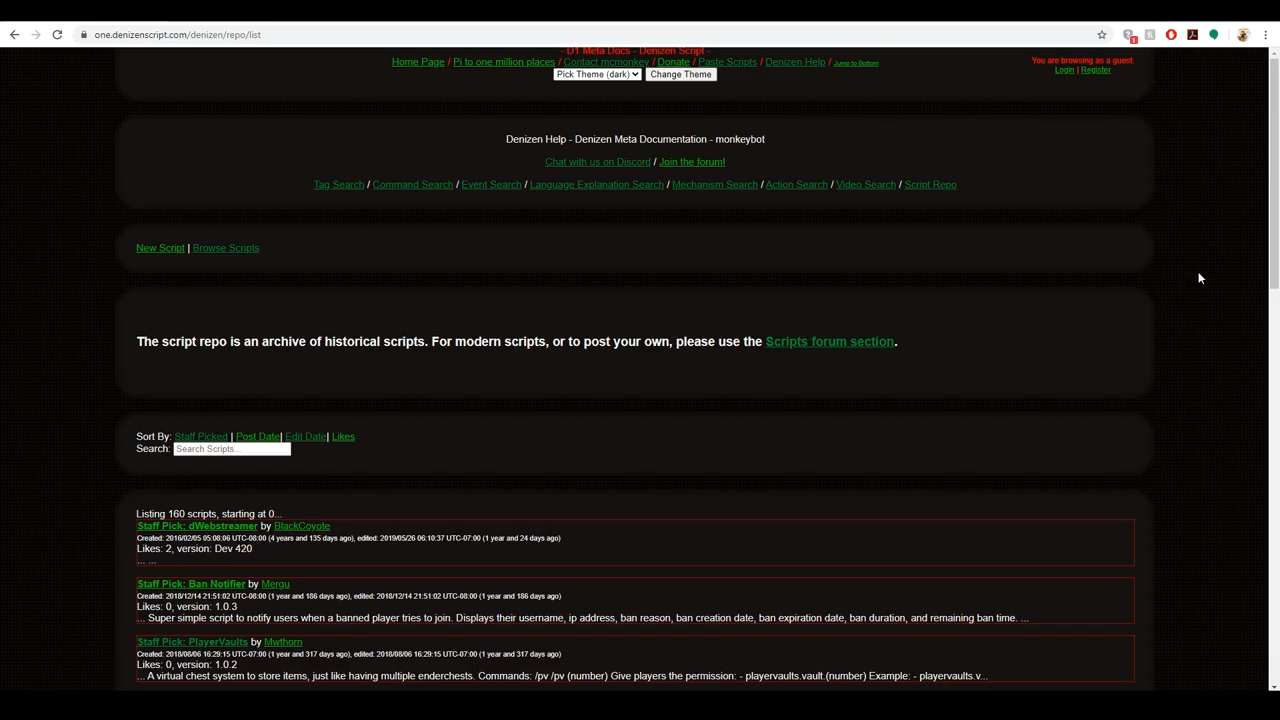 one.denizenscript.com/denizen/repo/list
- D1 Meta Docs - Denizen Script -
Home Page / Pi to one million places / Contact mcmonkey / Donate / Paste Scripts / Denizen Help / Jump to Bottom
You are browsing as a guest.
Login | Register
Pick Theme (dark) Change Theme
Denizen Help - Denizen Meta Documentation - monkeybot
Chat with us on Discord / Join the forum!
Tag Search / Command Search / Event Search / Language Explanation Search / Mechanism Search / Action Search / Video Search / Script Repo
New Script | Browse Scripts
The script repo is an archive of historical scripts. For modern scripts, or to post your own, please use the Scripts forum section.
Sort By: Staff Picked | Post Date| Edit Date| Likes
Search: Search Scripts...
Listing 160 scripts, starting at 0...
Staff Pick: dWebstreamer by BlackCoyote
Created: 2016/02/05 05:08:06 UTC-08:00 (4 years and 135 days ago), edited: 2019/05/26 06:10:37 UTC-07:00 (1 year and 24 days ago)
Likes: 2, version: Dev 420
... ...
Staff Pick: Ban Notifier by Mergu
Created: 2018/12/14 21:51:02 UTC-08:00 (1 year and 186 days ago), edited: 2018/12/14 21:51:02 UTC-08:00 (1 year and 186 days ago)
Likes: 0, version: 1.0.3
... Super simple script to notify users when a banned player tries to join. Displays their username, ip address, ban reason, ban creation date, ban expiration date, ban duration, and remaining ban time. ...
Staff Pick: PlayerVaults by Mwthorn
Created: 2018/08/06 16:29:15 UTC-07:00 (1 year and 317 days ago), edited: 2018/08/06 16:29:15 UTC-07:00 (1 year and 317 days ago)
Likes: 0, version: 1.0.2
... A virtual chest system to store items, just like having multiple enderchests. Commands: /pv /pv (number) Give players the permission: - playervaults.vault.(number) Example: - playervaults.v...